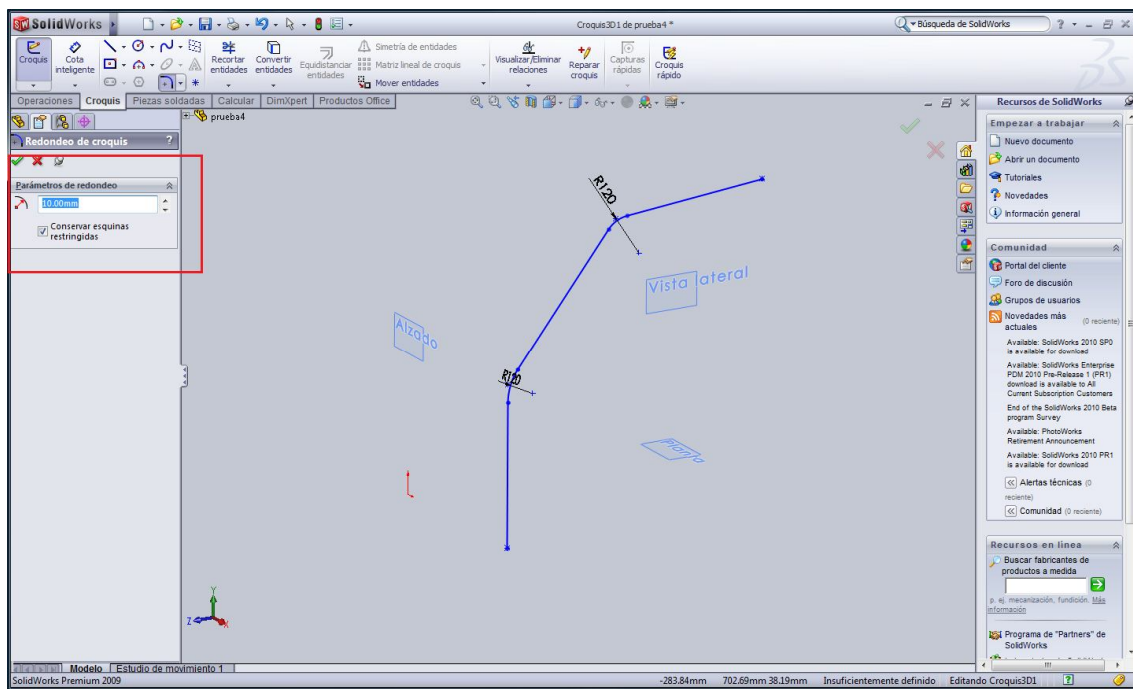 SolidWorks
Croquis3D1 de prueba4 *
Búsqueda de SolidWorks
?
Croquis
Cota inteligente
Recortar entidades
Convertir entidades
Equidistanciar entidades
Simetría de entidades
Matriz lineal de croquis
Mover entidades
Visualizar/Eliminar relaciones
Reparar croquis
Capturas rápidas
Croquis rápido
Operaciones
Croquis
Piezas soldadas
Calcular
DimXpert
Productos Office
prueba4
Redondeo de croquis
?
Parámetros de redondeo
10.00mm
Conservar esquinas
restringidas
R120
Vista lateral
Alzado
R120
Planta
Y
Z
X
Recursos de SolidWorks
Empezar a trabajar
Nuevo documento
Abrir un documento
Tutoriales
Novedades
Información general
Comunidad
Portal del cliente
Foro de discusión
Grupos de usuarios
Novedades más
actuales
(0 reciente)
Available: SolidWorks 2010 SP0
is available for download
Available: SolidWorks Enterprise
PDM 2010 Pre-Release 1 (PR1)
download is available to All
Current Subscription Customers
End of the SolidWorks 2010 Beta
program Survey
Available: PhotoWorks
Retirement Announcement
Available: SolidWorks 2010 PR1
is available for download
Alertas técnicas (0
reciente)
Comunidad (0 reciente)
Recursos en línea
Buscar fabricantes de
productos a medida
p. ej. mecanización, fundición. Más
información
Programa de "Partners" de
SolidWorks
Modelo
Estudio de movimiento 1
SolidWorks Premium 2009
-283.84mm
702.69mm 38.19mm
Insuficientemente definido
Editando Croquis3D1